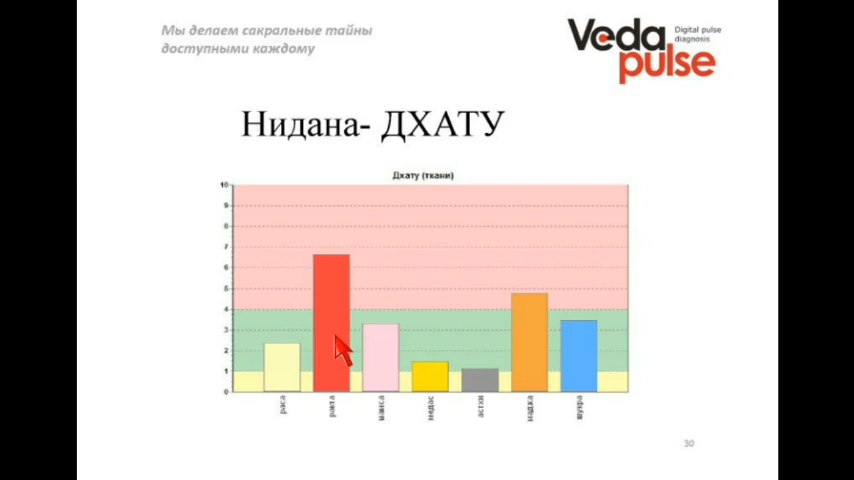 Мы делаем сакральные тайны
доступными каждому
Veda
pulse
Digital pulse
diagnosis
Нидана- ДХАТУ
Дхату (ткани)
10
9
8
7
6
5
4
3
2
1
0
раса
ракта
мамса
медас
астхи
маджа
шукра
30